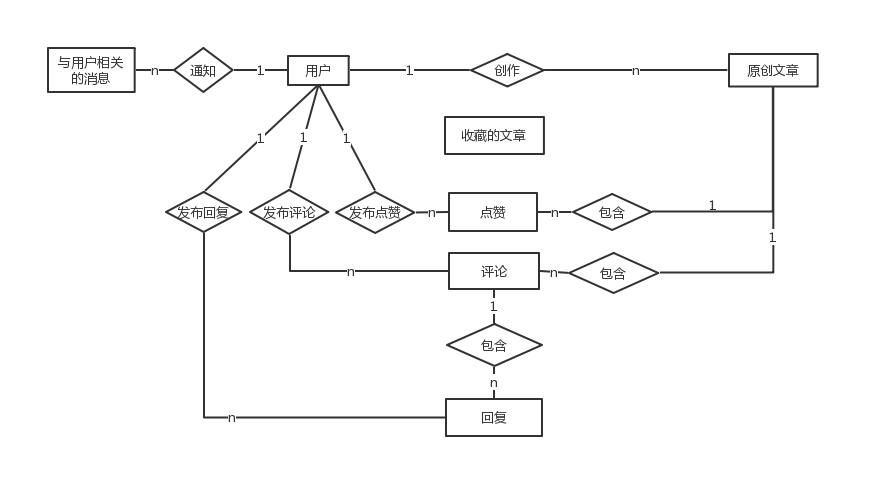 与用户相关
的消息
n
通知
1
用户
1
创作
n
原创文章
收藏的文章
1
1
1
发布回复
发布评论
发布点赞
n
点赞
n
包含
1
1
n
评论
n
包含
1
包含
n
n
回复